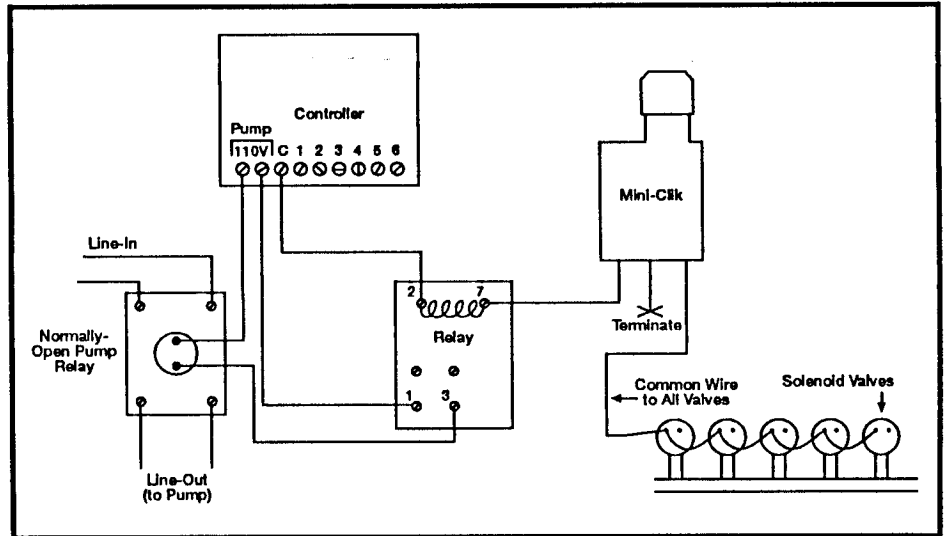 Controller
Pump
110V C 1 2 3 4 5 6
Mini-Clik
Line-In
2 7
Relay
Terminate
Normally-
Open Pump
Relay
1 3
Common Wire
to All Valves
Solenoid Valves
Line-Out
(to Pump)